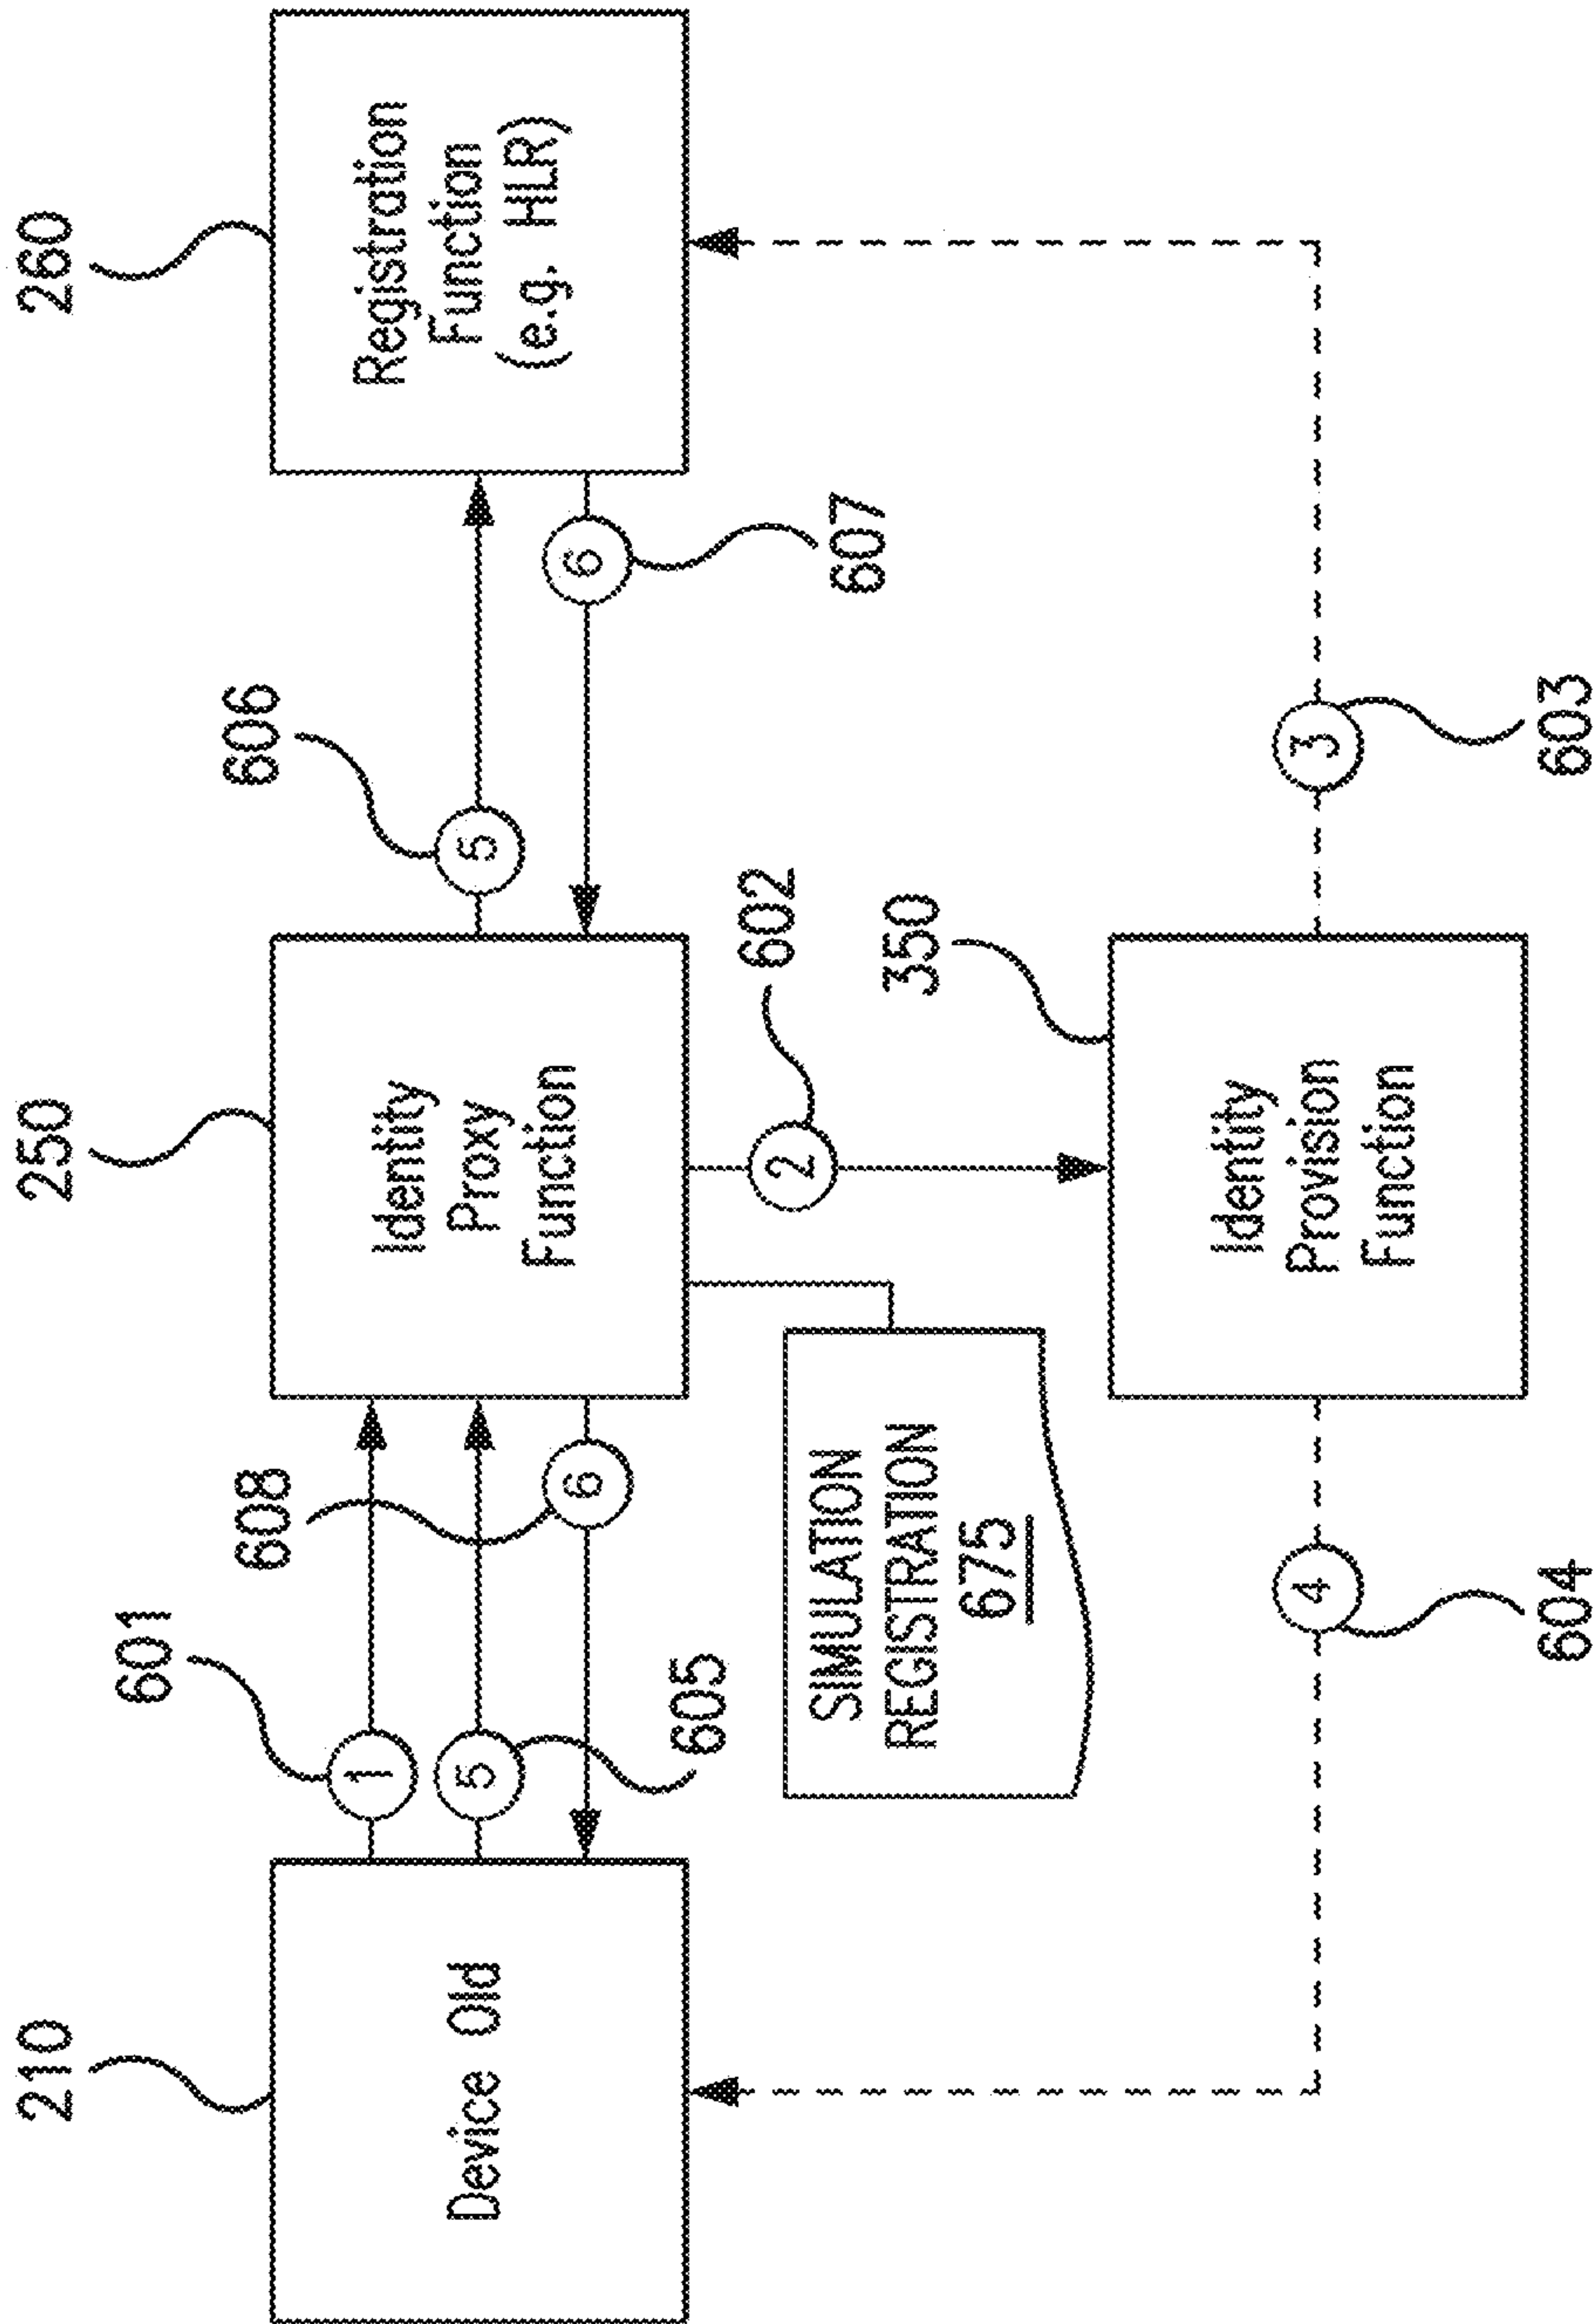 210
Device Old
601
1
5
605
608
6
250
Identity
Proxy
Function
SIMULATION
REGISTRATION
675
2
602
606
5
6
607
260
Registration
Function
(e.g. HLR)
350
Identity
Provision
Function
4
604
3
603